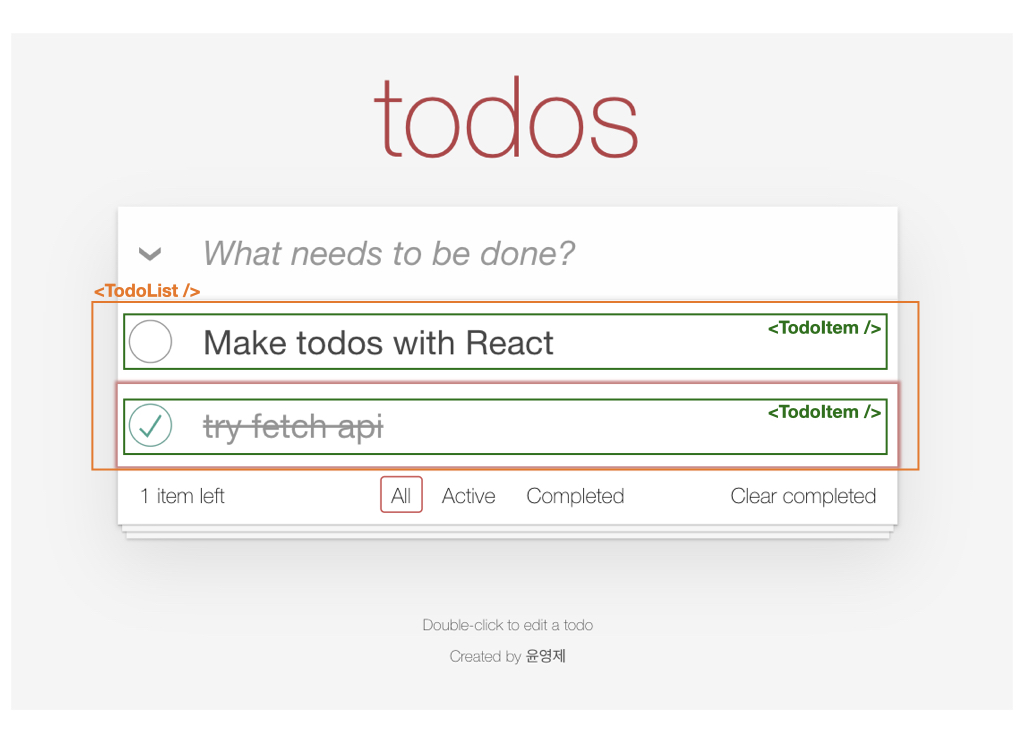 todos
What needs to be done?
<TodoList />
Make todos with React
<TodoItem />
try fetch api
<TodoItem />
1 item left All Active Completed Clear completed
Double-click to edit a todo
Created by 윤영제